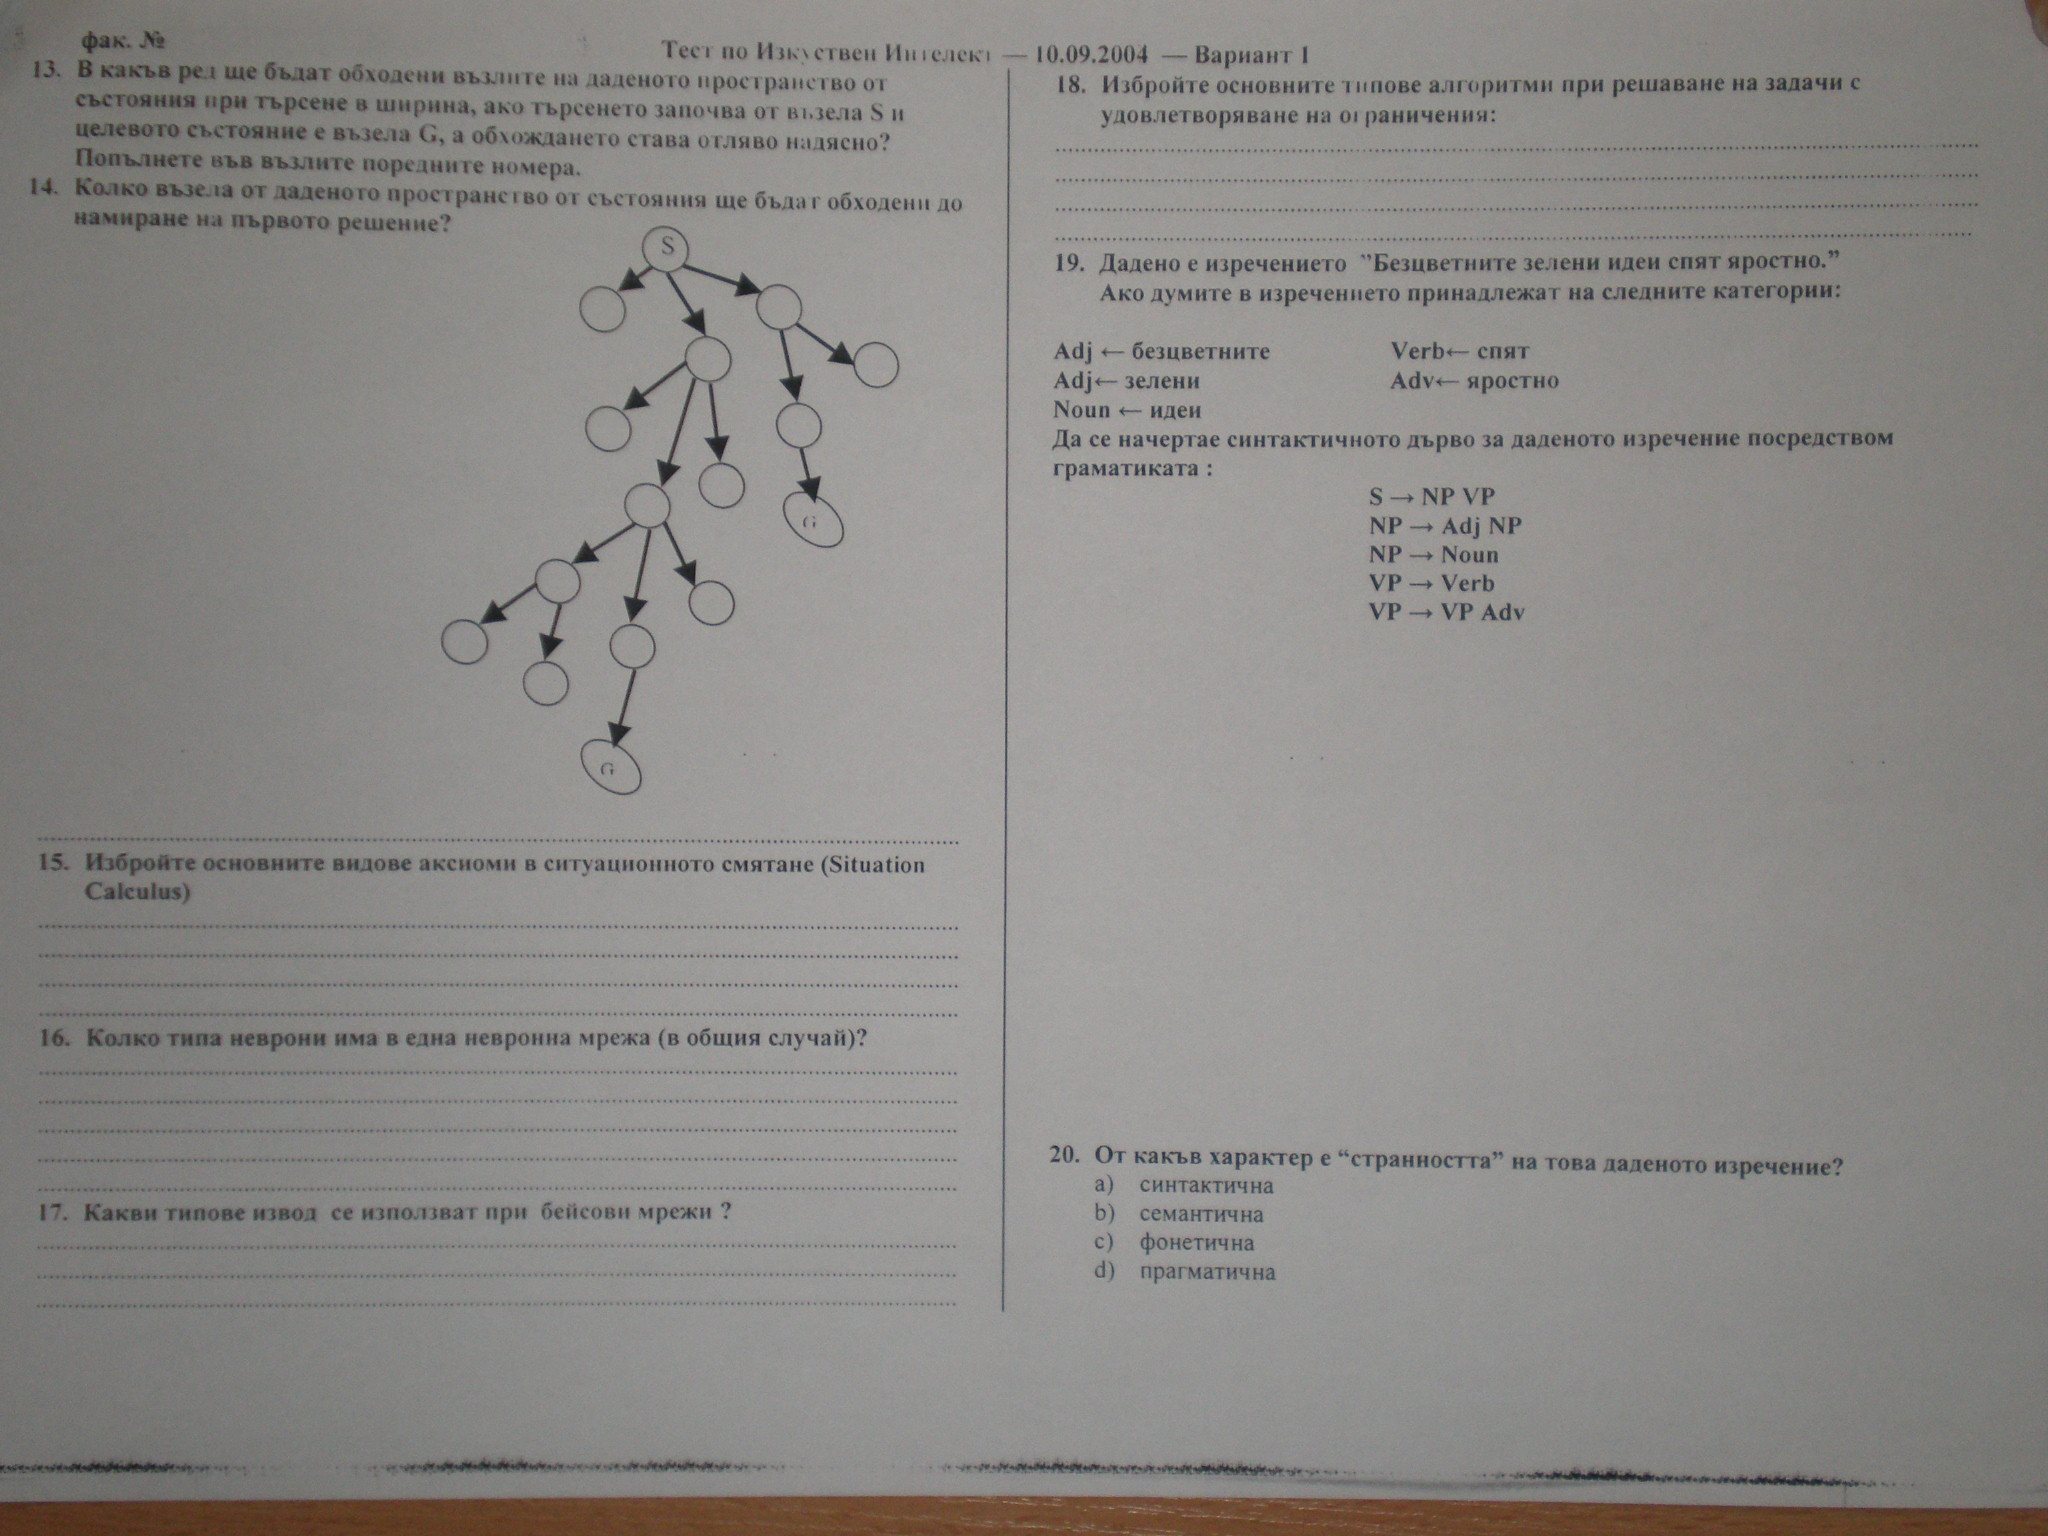 фак. №
Тест по Изкуствен Интелект — 10.09.2004 — Вариант 1
13. В какъв ред ще бъдат обходени възлите на даденото пространство от
състояния при търсене в ширина, ако търсенето започва от възела S и
целевото състояние е възела G, а обхождането става отляво надясно?
Попълнете във възлите поредните номера.
14. Колко възела от даденото пространство от състояния ще бъдат обходени до
намиране на първото решение?
S
G
G
15. Избройте основните видове аксиоми в ситуационното смятане (Situation
Calculus)
16. Колко типа неврони има в една невронна мрежа (в общия случай)?
17. Какви типове извод се използват при бейсови мрежи ?
18. Избройте основните типове алгоритми при решаване на задачи с
удовлетворяване на ограничения:
19. Дадено е изречението "Безцветните зелени идеи спят яростно.”
Ако думите в изречението принадлежат на следните категории:
Adj ← безцветните Verb← спят
Adj← зелени Adv← яростно
Noun ← идеи
Да се начертае синтактичното дърво за даденото изречение посредством
граматиката :
S → NP VP
NP → Adj NP
NP → Noun
VP → Verb
VP → VP Adv
20. От какъв характер е “странността” на това даденото изречение?
a) синтактична
b) семантична
c) фонетична
d) прагматична